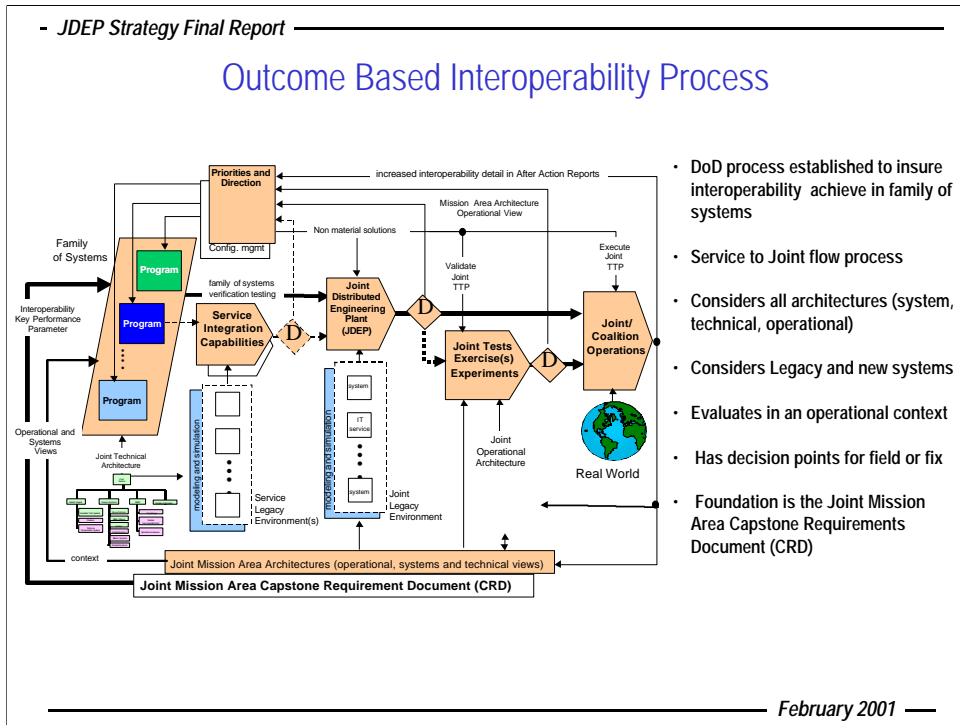 JDEP Strategy Final Report
Outcome Based Interoperability Process
Priorities and
Direction
Config. mgmt
increased interoperability detail in After Action Reports
Mission Area Architecture
Operational View
Non material solutions
Execute
Joint
TTP
Validate
Joint
TTP
Family
of Systems
Program
Program
Program
Interoperability
Key Performance
Parameter
family of systems
verification testing
Service
Integration
Capabilities
D
Joint
Distributed
Engineering
Plant
(JDEP)
D
Joint Tests
Exercise(s)
Experiments
D
Joint/
Coalition
Operations
Operational and
Systems
Views
Joint Technical
Architecture
modeling and simulation
Service
Legacy
Environment(s)
modeling and simulation
system
IT
service
system
Joint
Legacy
Environment
Joint
Operational
Architecture
Real World
context
Joint Mission Area Architectures (operational, systems and technical views)
Joint Mission Area Capstone Requirement Document (CRD)
• DoD process established to insure
interoperability achieve in family of
systems
• Service to Joint flow process
• Considers all architectures (system,
technical, operational)
• Considers Legacy and new systems
• Evaluates in an operational context
• Has decision points for field or fix
• Foundation is the Joint Mission
Area Capstone Requirements
Document (CRD)
February 2001